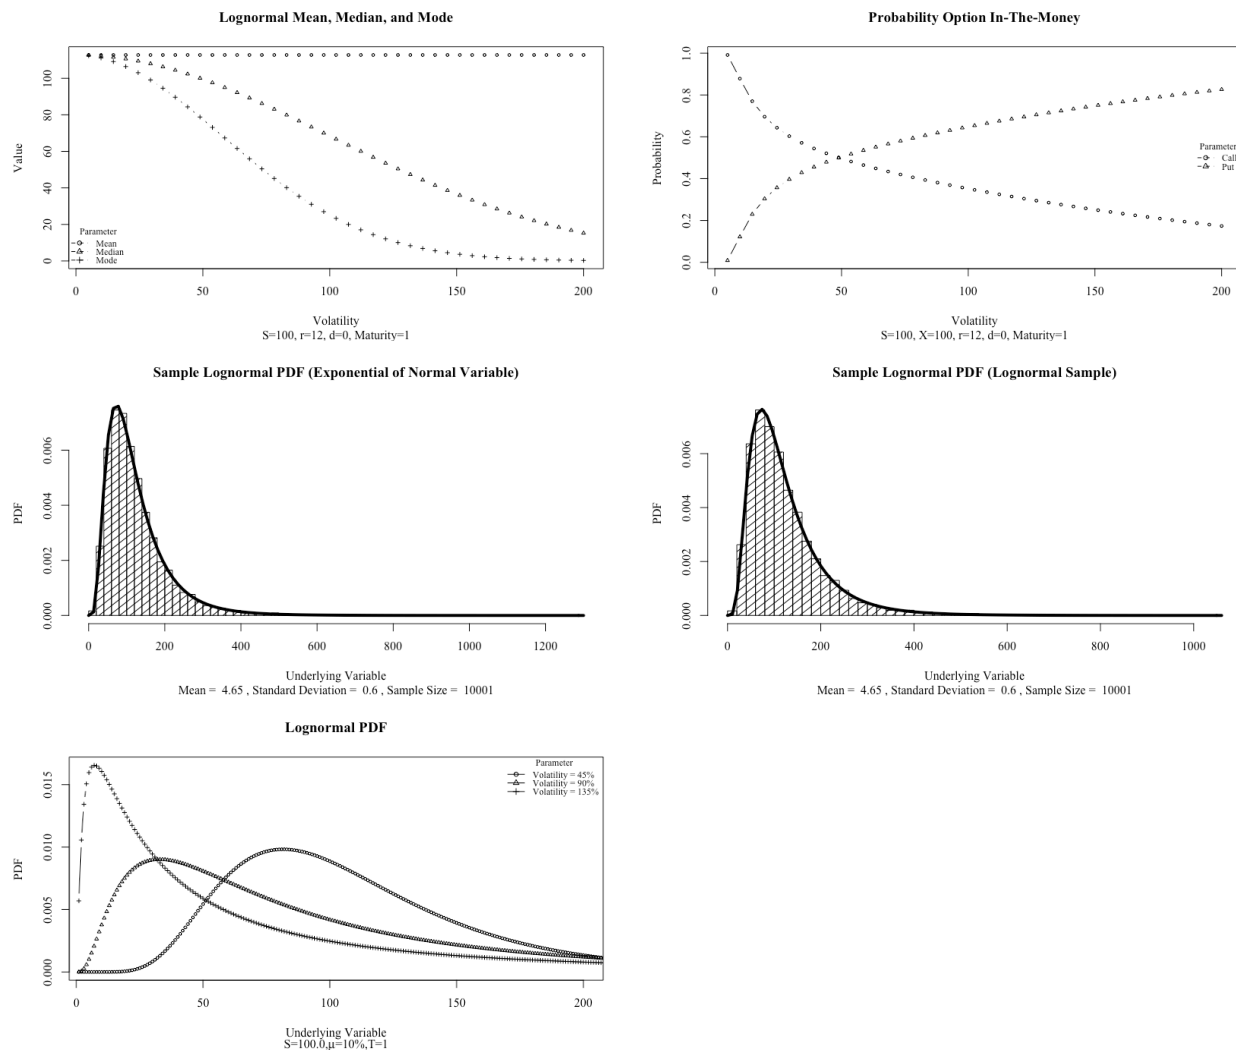 Lognormal Mean, Median, and Mode
Value
0 20 40 60 80 100
Parameter
Mean
Median
Mode
0 50 100 150 200
Volatility
S=100, r=12, d=0, Maturity=1
Probability Option In-The-Money
Probability
0.0 0.2 0.4 0.6 0.8 1.0
Parameter
Call
Put
0 50 100 150 200
Volatility
S=100, X=100, r=12, d=0, Maturity=1
Sample Lognormal PDF (Exponential of Normal Variable)
PDF
0.000 0.002 0.004 0.006
0 200 400 600 800 1000 1200
Underlying Variable
Mean = 4.65 , Standard Deviation = 0.6 , Sample Size = 10001
Sample Lognormal PDF (Lognormal Sample)
PDF
0.000 0.002 0.004 0.006
0 200 400 600 800 1000
Underlying Variable
Mean = 4.65 , Standard Deviation = 0.6 , Sample Size = 10001
Lognormal PDF
PDF
0.000 0.005 0.010 0.015
Parameter
Volatility = 45%
Volatility = 90%
Volatility = 135%
0 50 100 150 200
Underlying Variable
S=100.0,μ=10%,T=1